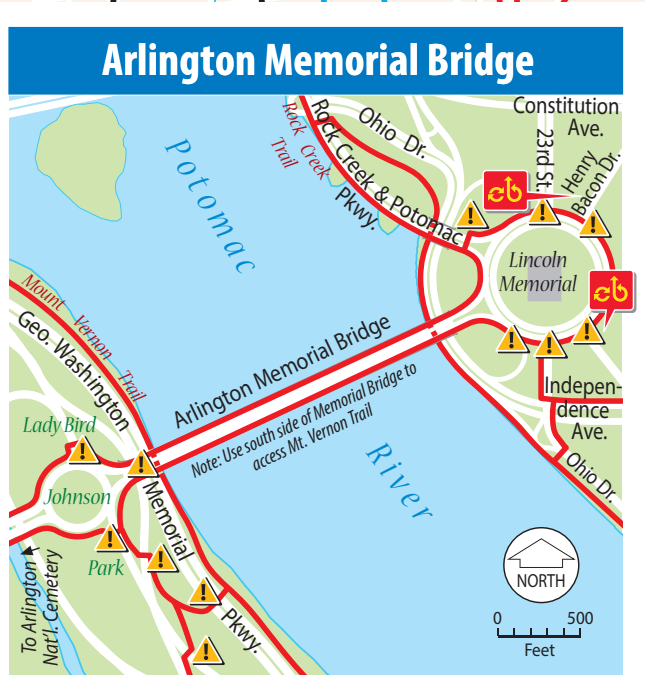 Arlington Memorial Bridge
Constitution
Ave.
Ohio Dr.
23rd St.
Henry
Bacon Dr.
Rock Creek
Trail
Rock Creek & Potomac
Pkwy.
Potomac
Lincoln
Memorial
Mount Vernon Trail
Geo. Washington
Arlington Memorial Bridge
Note: Use south side of Memorial Bridge to
access Mt. Vernon Trail
Indepen-
dence
Ave.
Lady Bird
Johnson
Park
River
Ohio Dr.
Memorial
Pkwy.
To Arlington
Nat'l. Cemetery
NORTH
0 500
Feet